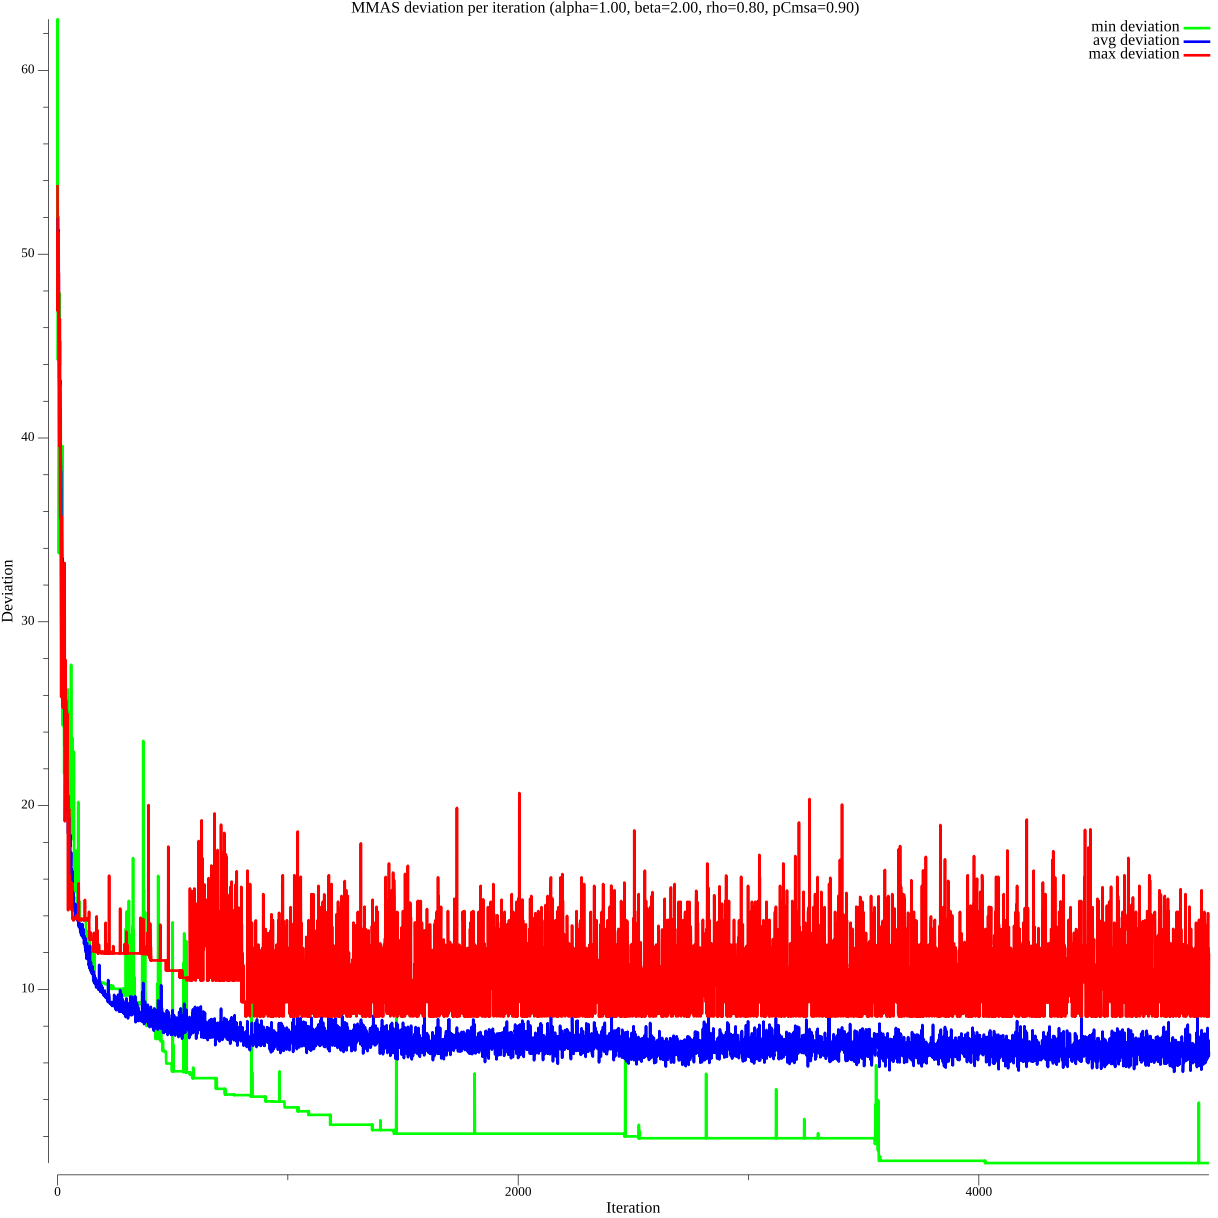 MMAS deviation per iteration (alpha=1.00, beta=2.00, rho=0.80, pCmsa=0.90)
min deviation
avg deviation
max deviation
60
50
40
30
20
10
Deviation
0
2000
4000
Iteration